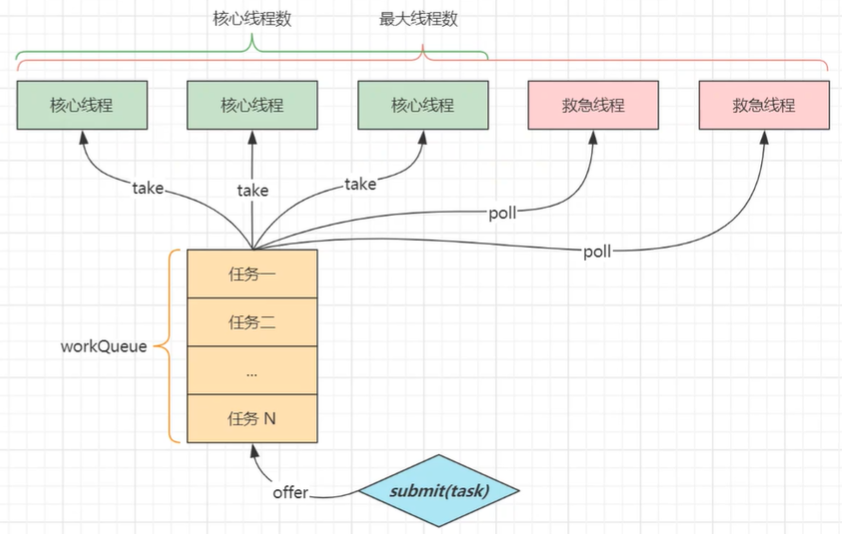 核心线程数
最大线程数
核心线程
核心线程
核心线程
救急线程
救急线程
take
take
take
poll
poll
workQueue
任务一
任务二
...
任务 N
offer
submit(task)